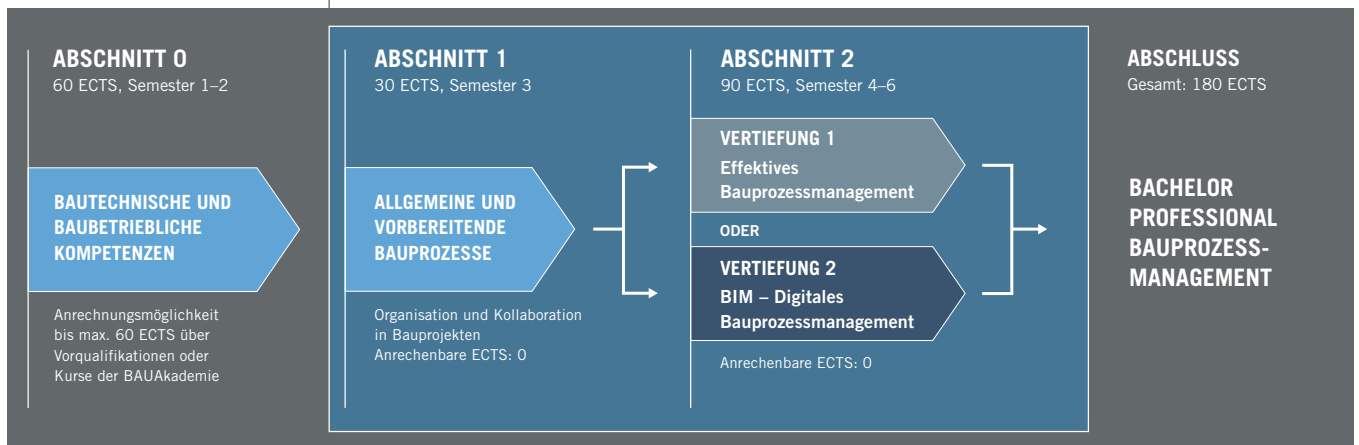 ABSCHNITT 0
60 ECTS, Semester 1–2
BAUTECHNISCHE UND
BAUBETRIEBLICHE
KOMPETENZEN
Anrechnungsmöglichkeit
bis max. 60 ECTS über
Vorqualifikationen oder
Kurse der BAUAkademie
ABSCHNITT 1
30 ECTS, Semester 3
ALLGEMEINE UND
VORBEREITENDE
BAUPROZESSE
Organisation und Kollaboration
in Bauprojekten
Anrechenbare ECTS: 0
ABSCHNITT 2
90 ECTS, Semester 4–6
VERTIEFUNG 1
Effektives
Bauprozessmanagement
ODER
VERTIEFUNG 2
BIM – Digitales
Bauprozessmanagement
Anrechenbare ECTS: 0
ABSCHLUSS
Gesamt: 180 ECTS
BACHELOR
PROFESSIONAL
BAUPROZESS-
MANAGEMENT